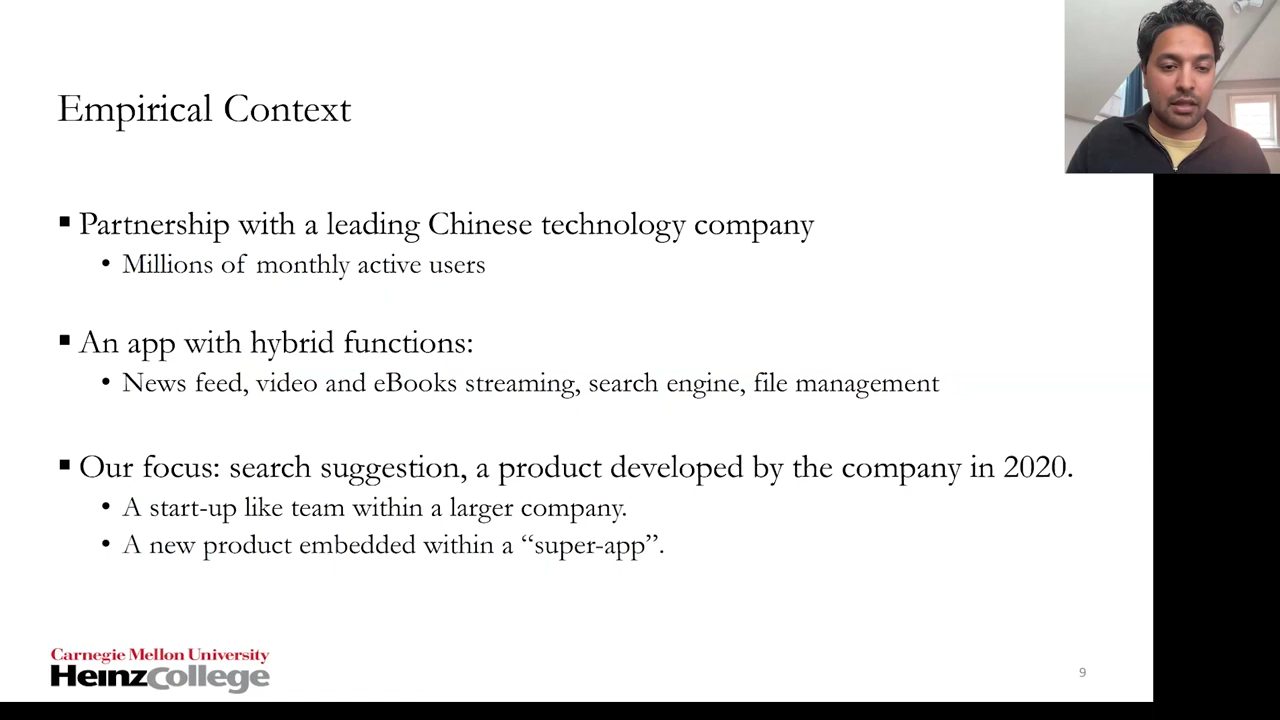 Empirical Context
▪ Partnership with a leading Chinese technology company
• Millions of monthly active users
▪ An app with hybrid functions:
• News feed, video and eBooks streaming, search engine, file management
▪ Our focus: search suggestion, a product developed by the company in 2020.
• A start-up like team within a larger company.
• A new product embedded within a “super-app”.
Carnegie Mellon University
HeinzCollege
9